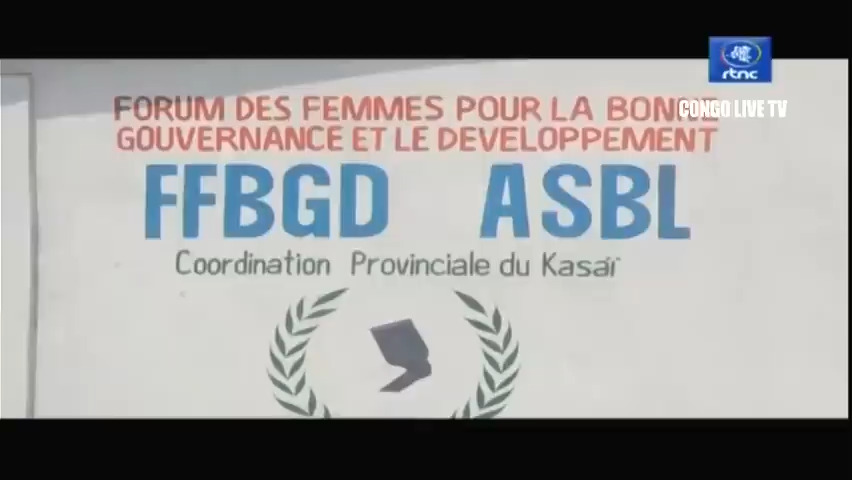 rtnc
CONGO LIVE TV
FORUM DES FEMMES POUR LA BONNE
GOUVERNANCE ET LE DEVELOPPEMENT
FFBGD ASBL
Coordination Provinciale du Kasaï